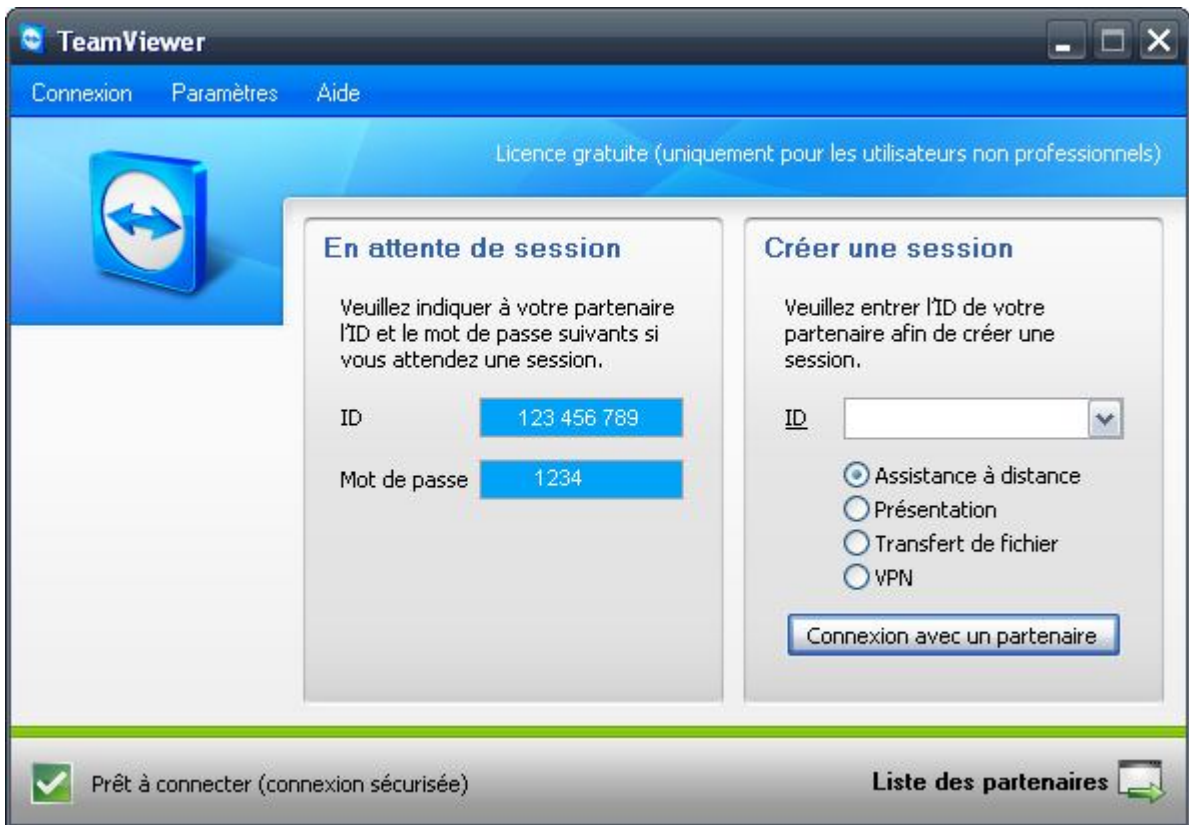 TeamViewer
Connexion Paramètres Aide
Licence gratuite (uniquement pour les utilisateurs non professionnels)
En attente de session
Veuillez indiquer à votre partenaire
l'ID et le mot de passe suivants si
vous attendez une session.
ID 123 456 789
Mot de passe 1234
Créer une session
Veuillez entrer l'ID de votre
partenaire afin de créer une
session.
ID
Assistance à distance
Présentation
Transfert de fichier
VPN
Connexion avec un partenaire
Prêt à connecter (connexion sécurisée)
Liste des partenaires